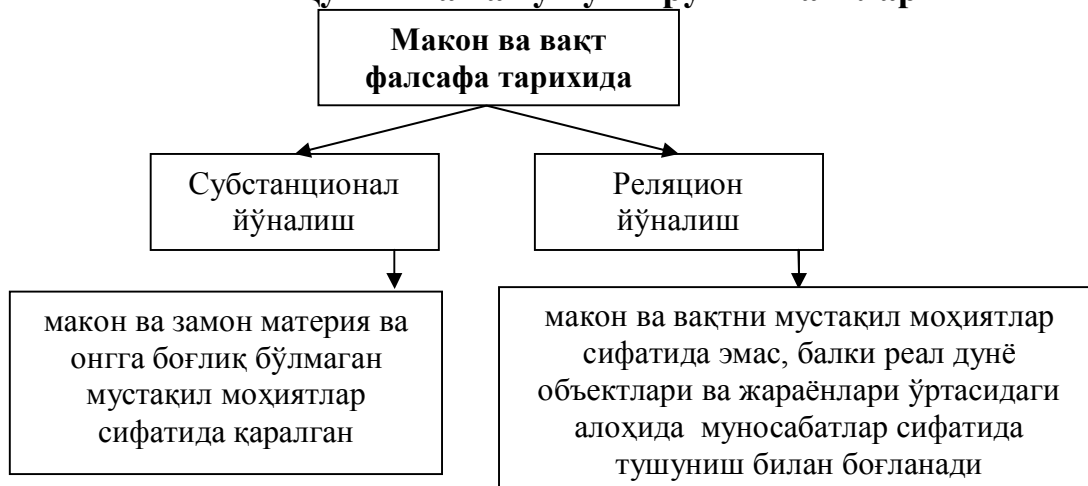 Макон ва вақт
фалсафа тарихида
Субстанционал
йўналиш
Реляцион
йўналиш
макон ва замон материя ва
онгга боғлиқ бўлмаган
мустақил моҳиятлар
сифатида қаралган
макон ва вақтни мустақил моҳиятлар
сифатида эмас, балки реал дунё
объектлари ва жараёнлари ўртасидаги
алоҳида муносабатлар сифатида
тушуниш билан боғланади